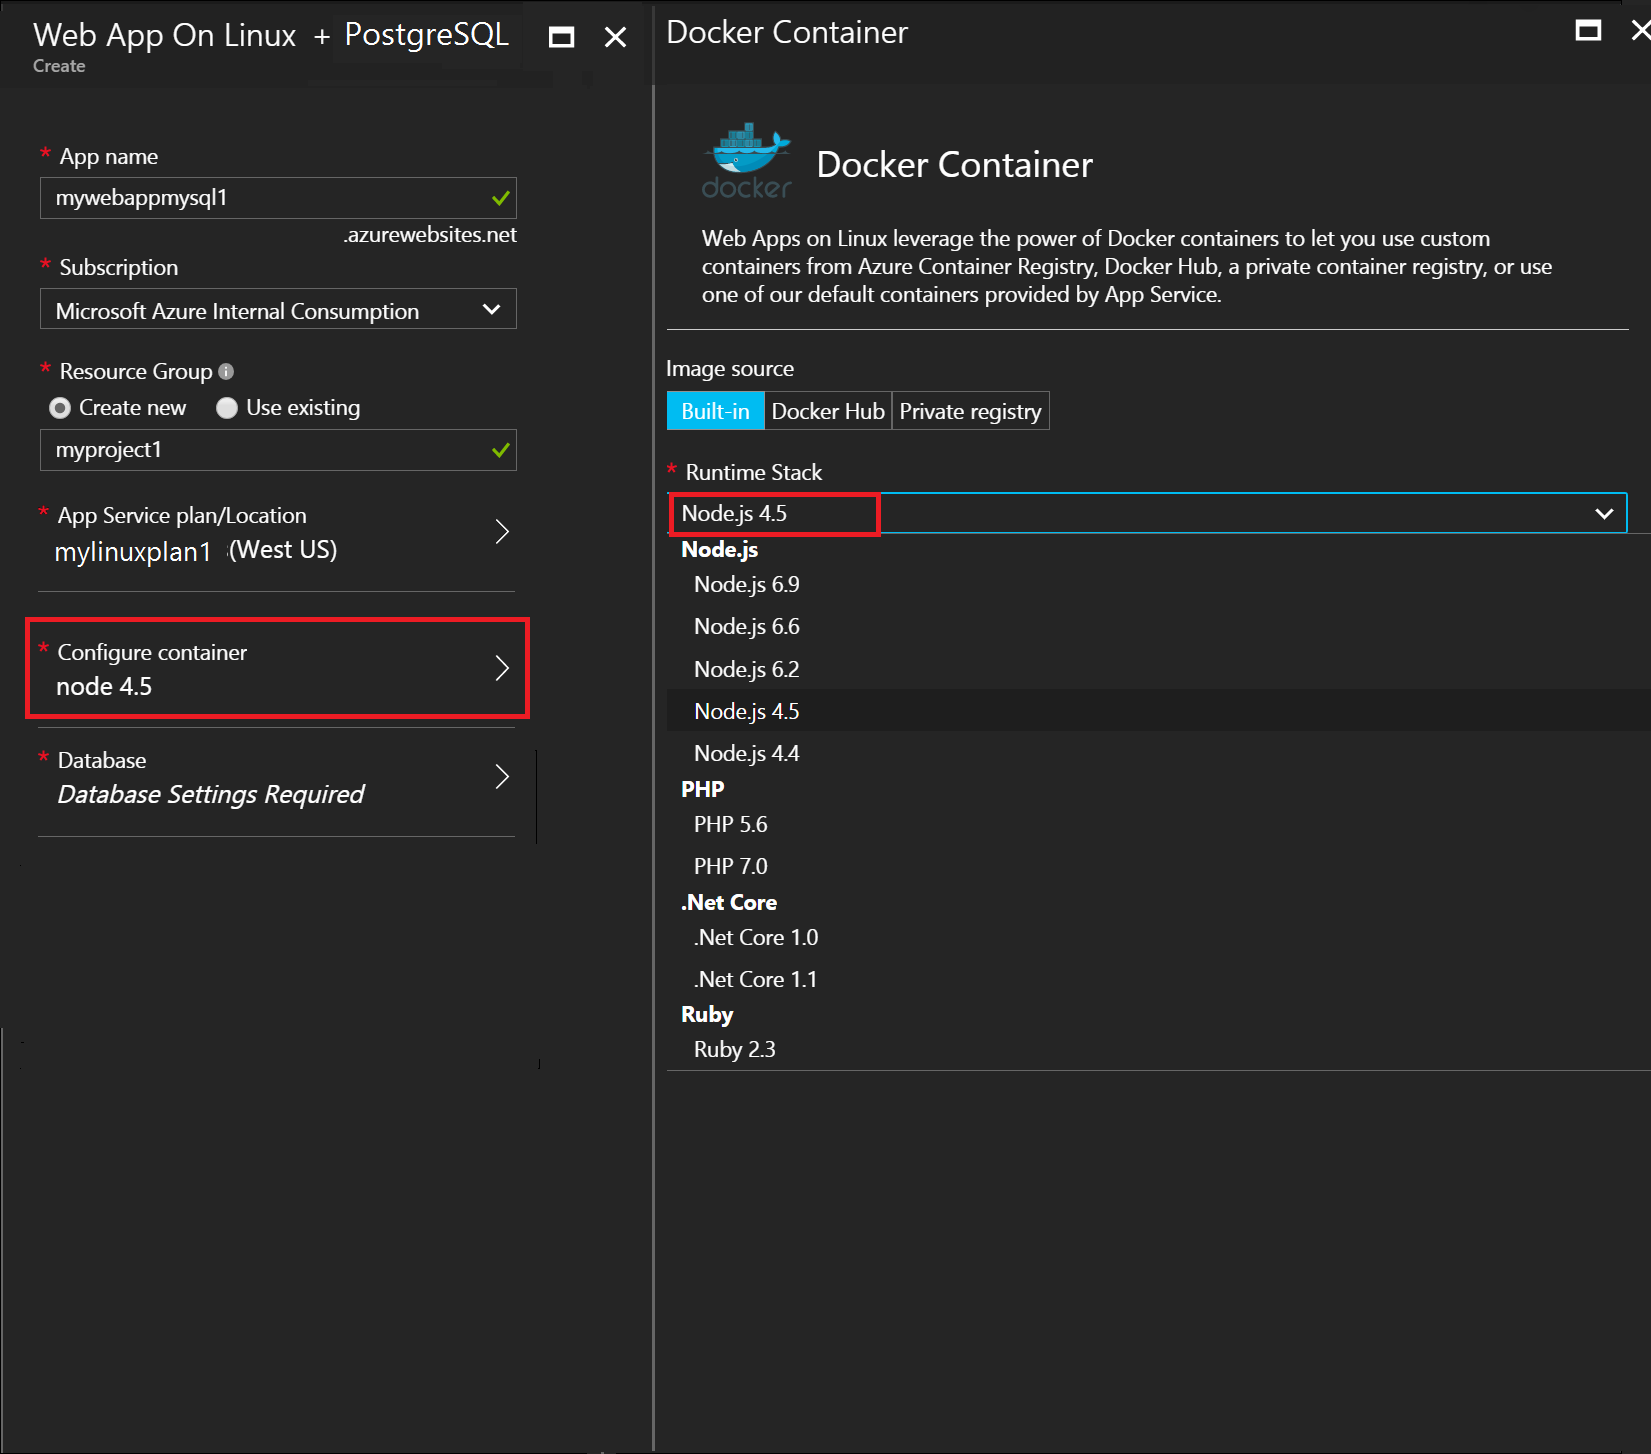 Web App On Linux + PostgreSQL
Create
* App name
mywebappmysql1
.azurewebsites.net
* Subscription
Microsoft Azure Internal Consumption
* Resource Group
Create new Use existing
myproject1
* App Service plan/Location
mylinuxplan1 (West US)
* Configure container
node 4.5
* Database
Database Settings Required
Docker Container
docker
Docker Container
Web Apps on Linux leverage the power of Docker containers to let you use custom
containers from Azure Container Registry, Docker Hub, a private container registry, or use
one of our default containers provided by App Service.
Image source
Built-in Docker Hub Private registry
* Runtime Stack
Node.js 4.5
Node.js
Node.js 6.9
Node.js 6.6
Node.js 6.2
Node.js 4.5
Node.js 4.4
PHP
PHP 5.6
PHP 7.0
.Net Core
.Net Core 1.0
.Net Core 1.1
Ruby
Ruby 2.3